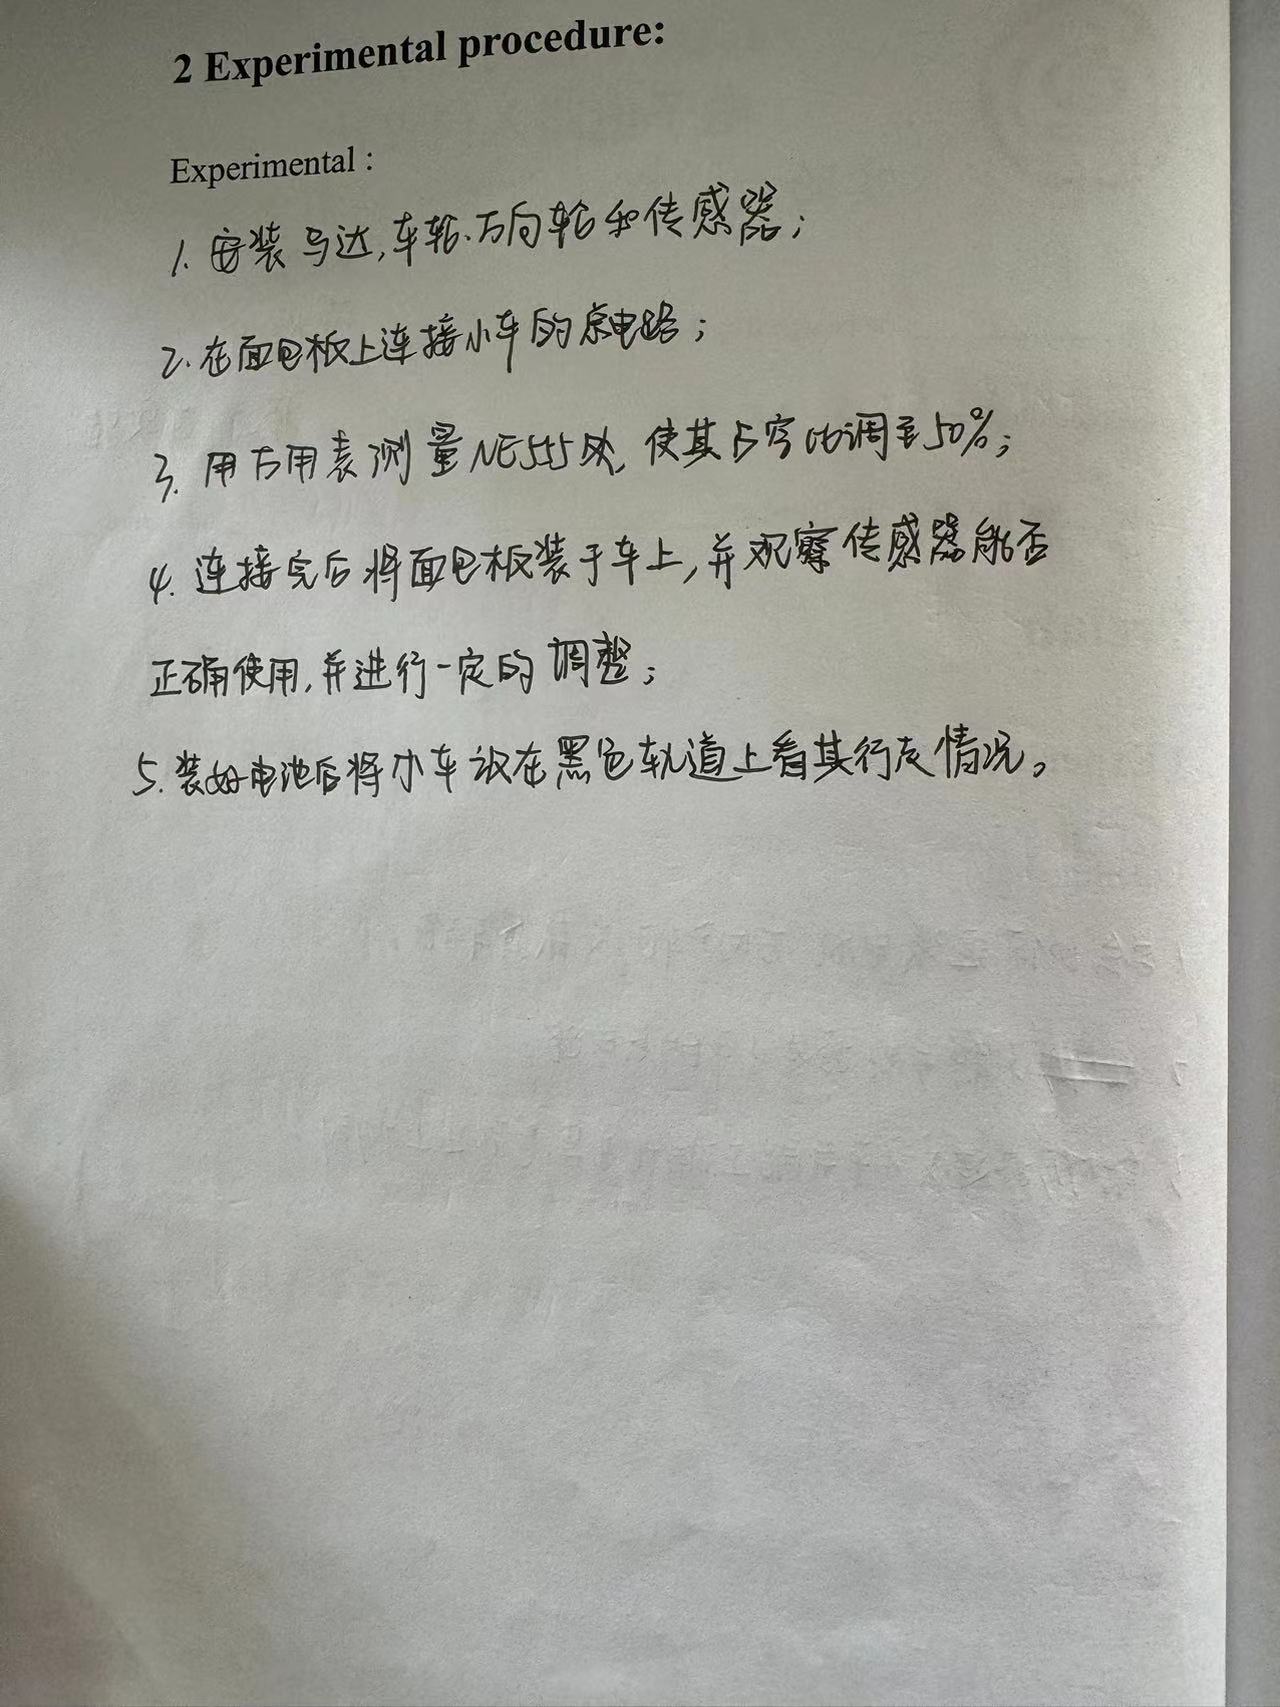 2 Experimental procedure:
Experimental :
1. 安装马达,车轮、万向轮和传感器;
2. 在面包板上连接小车的总电路;
3. 用万用表测量NE555处,使其占空比调至50%;
4. 连接完后将面包板装于车上,并观察传感器能否
正确使用,并进行一定的调整;
5. 装好电池后将小车放在黑色轨道上看其行驶情况。